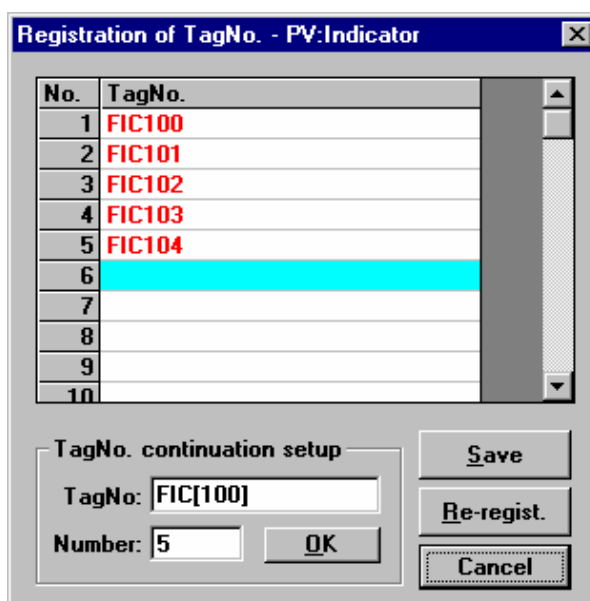 Registration of TagNo. - PV:Indicator
No. TagNo.
1 FIC100
2 FIC101
3 FIC102
4 FIC103
5 FIC104
6
7
8
9
10
TagNo. continuation setup
TagNo: FIC[100]
Number: 5 OK
Save
Re-regist.
Cancel